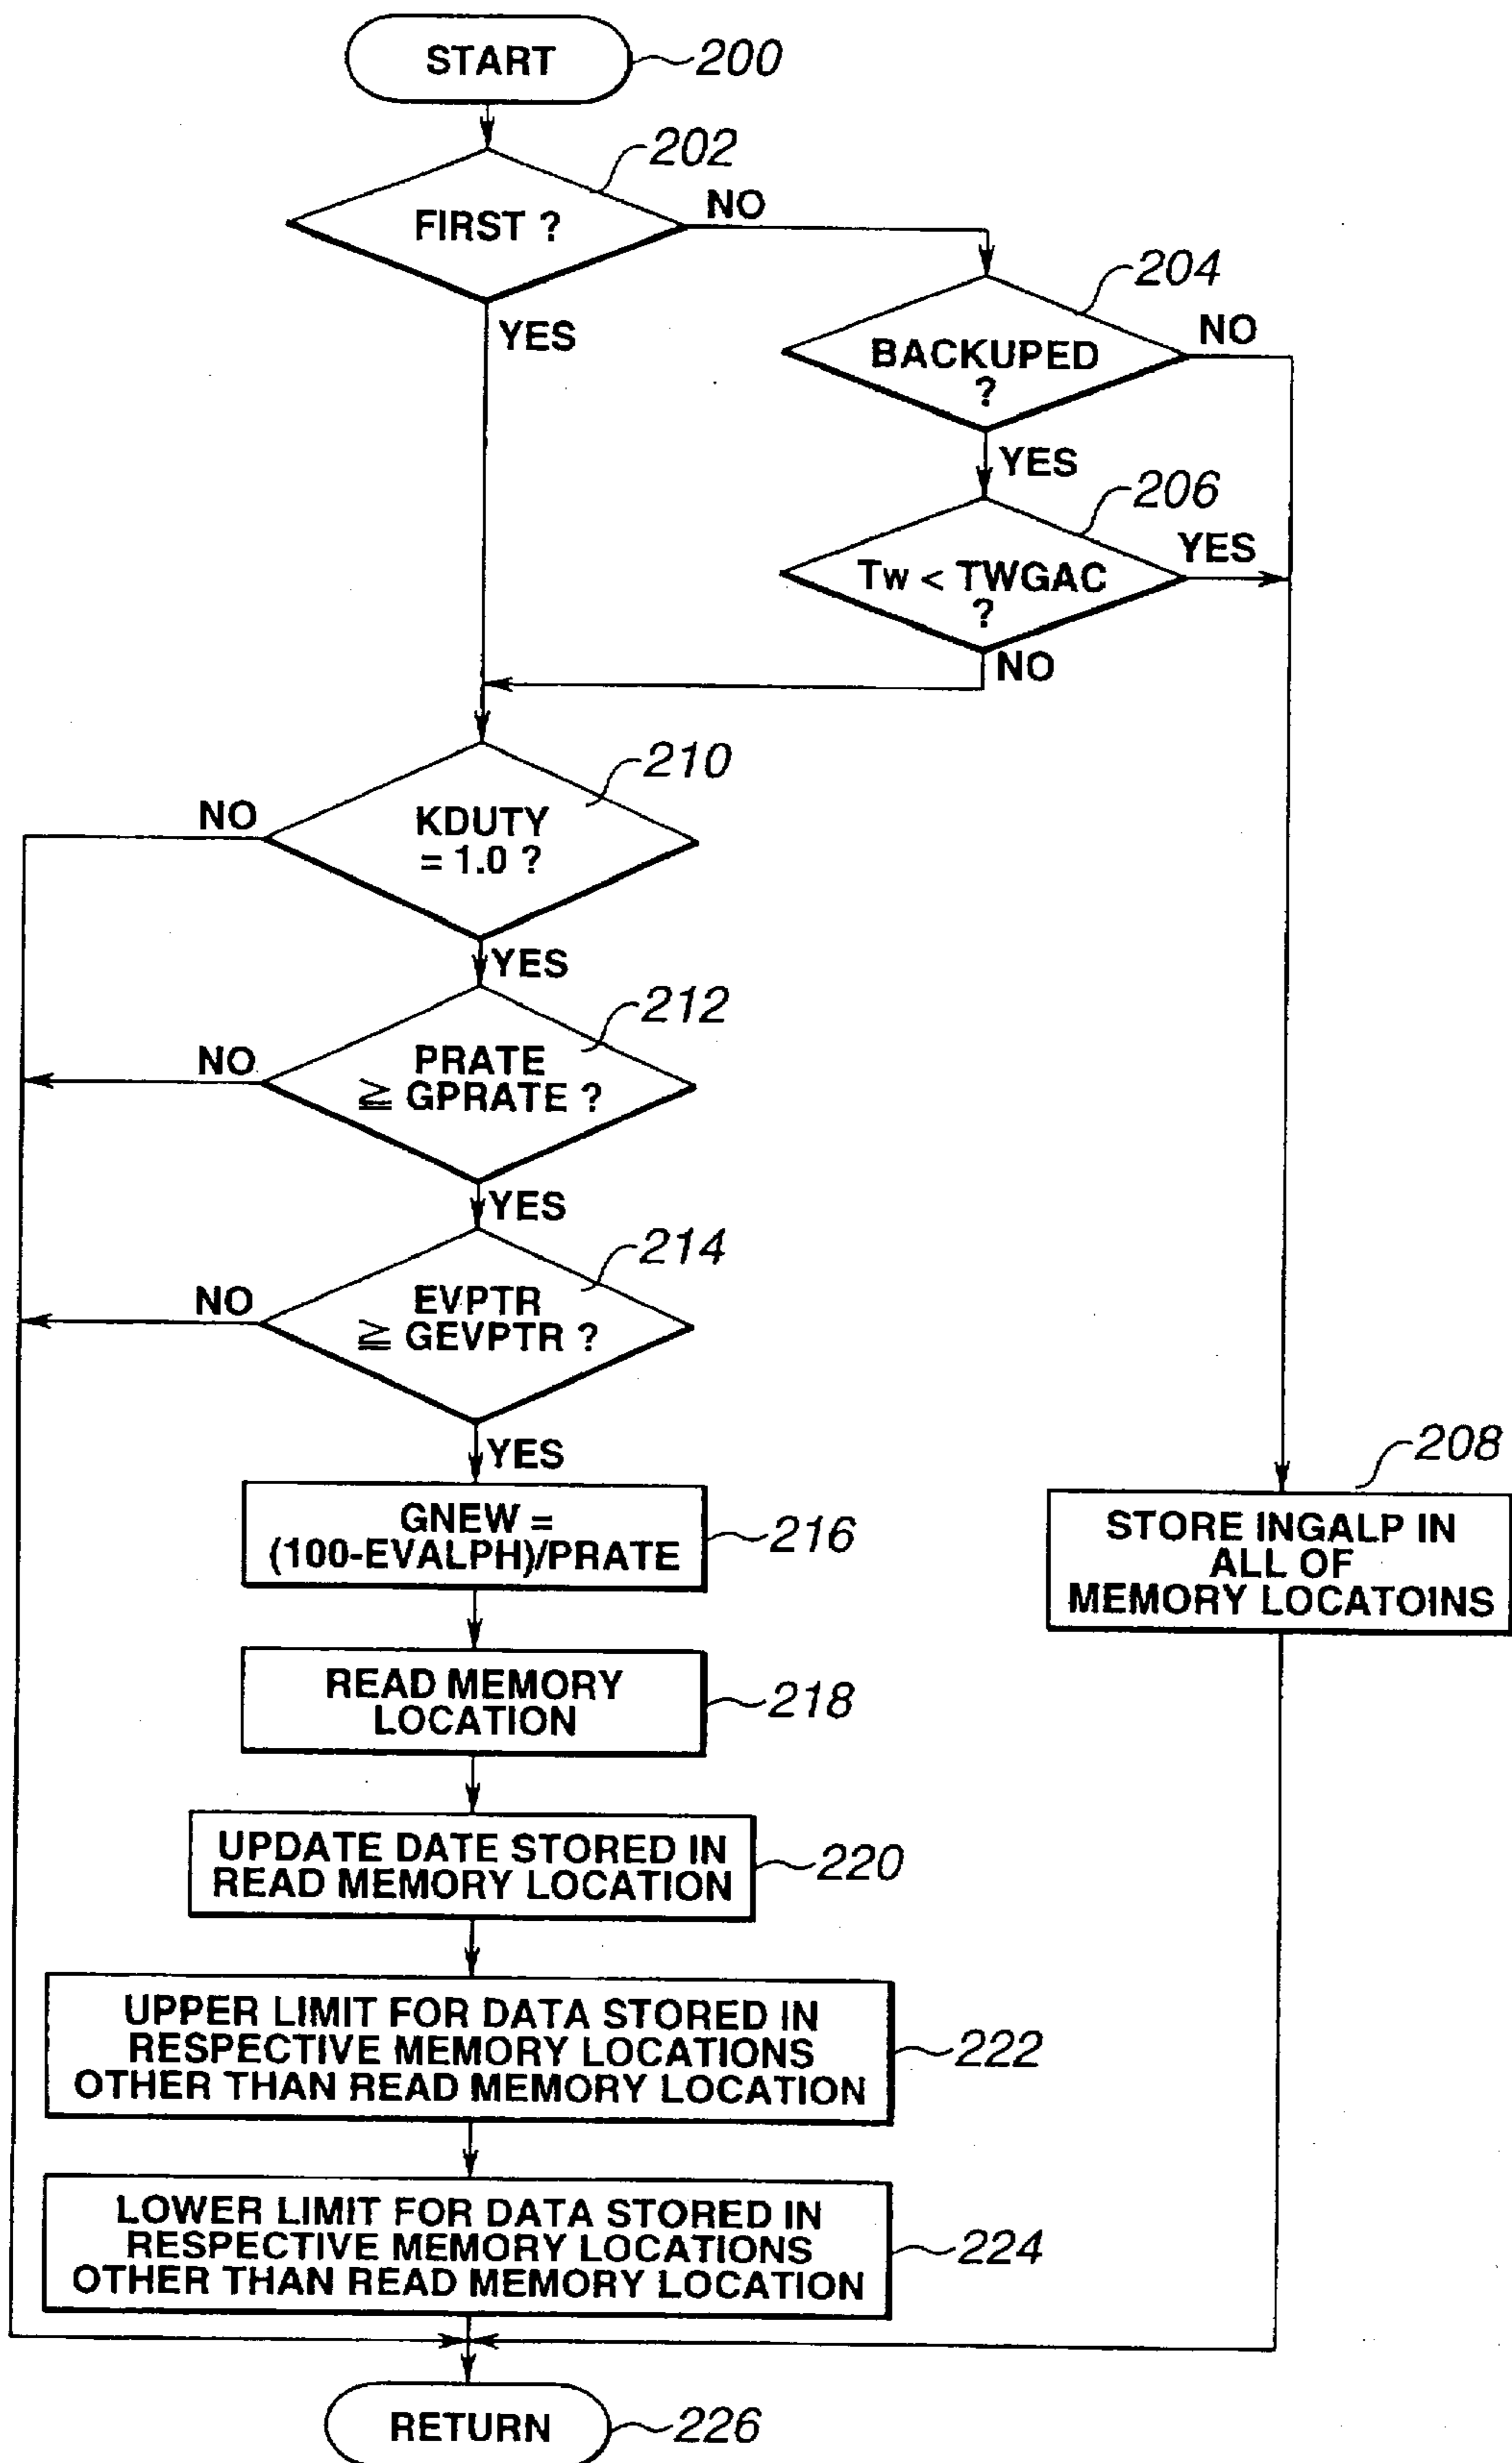 START
200
202
FIRST ?
NO
YES
204
BACKUPED
?
NO
YES
206
Tw < TWGAC
?
YES
NO
210
KDUTY
= 1.0 ?
NO
YES
212
PRATE
≧ GPRATE ?
NO
YES
214
EVPTR
≧ GEVPTR ?
NO
YES
208
STORE INGALP IN
ALL OF
MEMORY LOCATOINS
GNEW =
(100-EVALPH)/PRATE
216
READ MEMORY
LOCATION
218
UPDATE DATE STORED IN
READ MEMORY LOCATION
220
UPPER LIMIT FOR DATA STORED IN
RESPECTIVE MEMORY LOCATIONS
OTHER THAN READ MEMORY LOCATION
222
LOWER LIMIT FOR DATA STORED IN
RESPECTIVE MEMORY LOCATIONS
OTHER THAN READ MEMORY LOCATION
224
RETURN
226